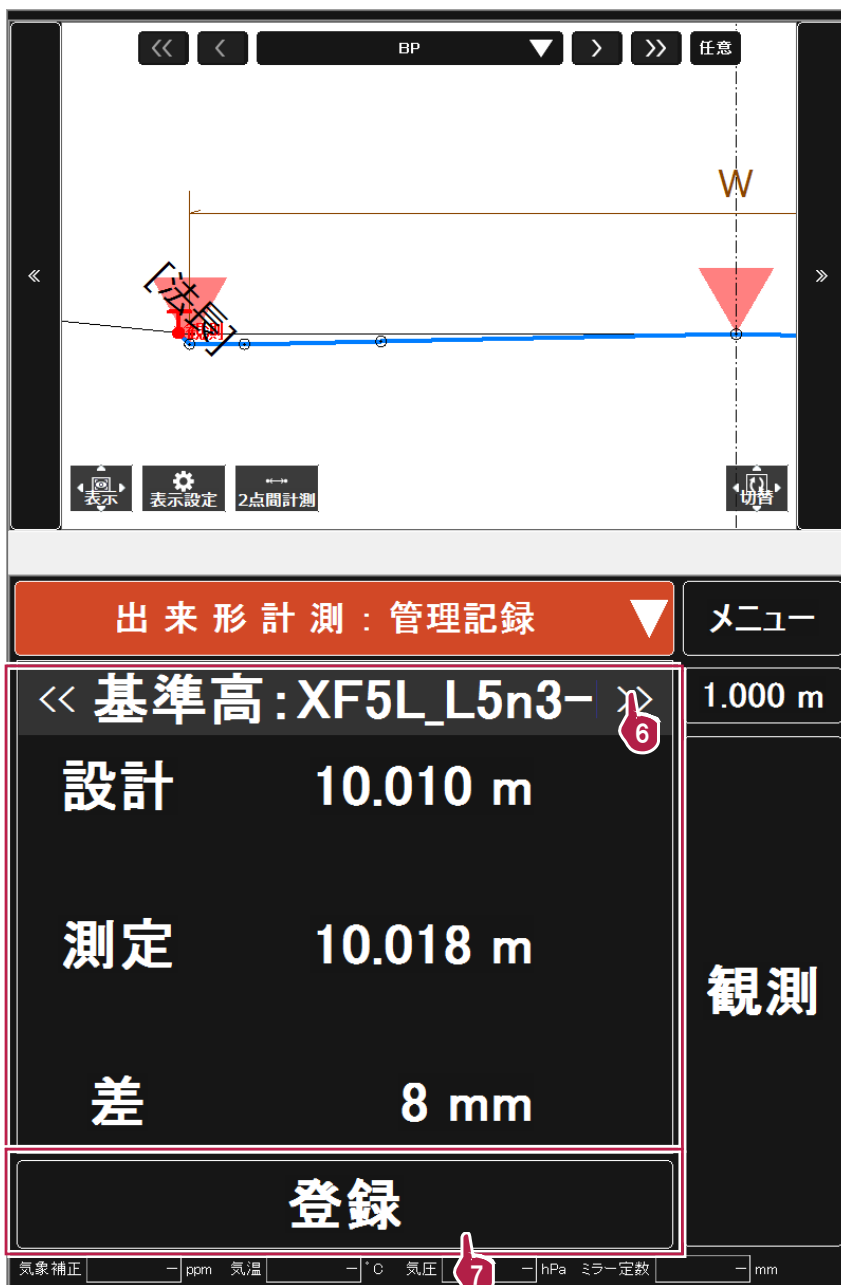 << < BP ▼ > >> 任意
W
[法長]
« »
表示 表示設定 2点間計測 切替
出来形計測:管理記録 ▼ メニュー
<< 基準高:XF5L_L5n3- >> 1.000 m
6
設計 10.010 m
測定 10.018 m
観測
差 8 mm
登録
7
気象補正 - ppm 気温 - °C 気圧 - hPa ミラー定数 - mm